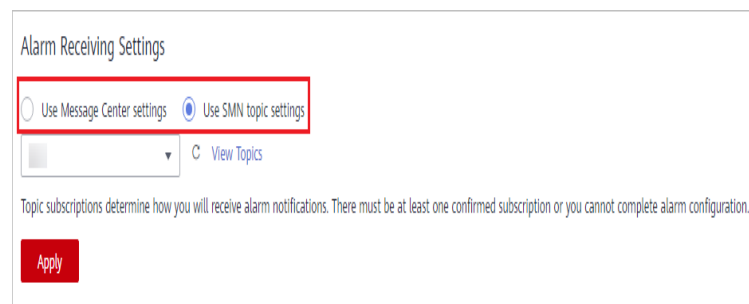 Alarm Receiving Settings
Use Message Center settings Use SMN topic settings
View Topics
Topic subscriptions determine how you will receive alarm notifications. There must be at least one confirmed subscription or you cannot complete alarm configuration.
Apply